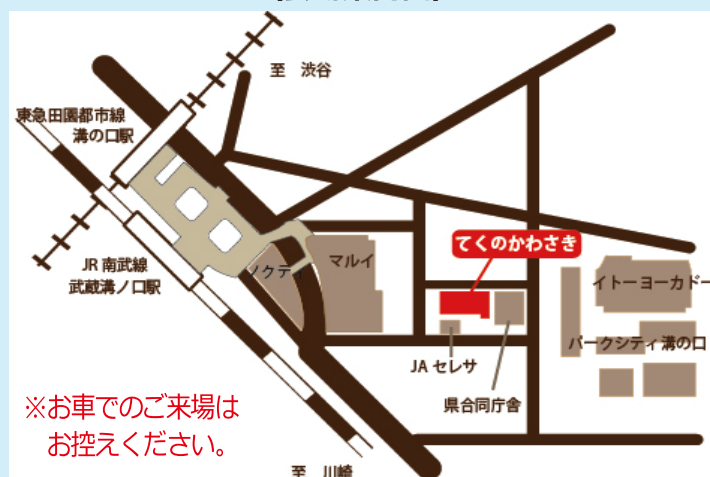 至　渋谷
東急田園都市線
溝の口駅
てくのかわさき
マルイ
ノクティ
JR 南武線
武蔵溝ノ口駅
イトーヨーカドー
パークシティ溝の口
JA セレサ
県合同庁舎
※お車でのご来場は
お控えください。
至　川崎